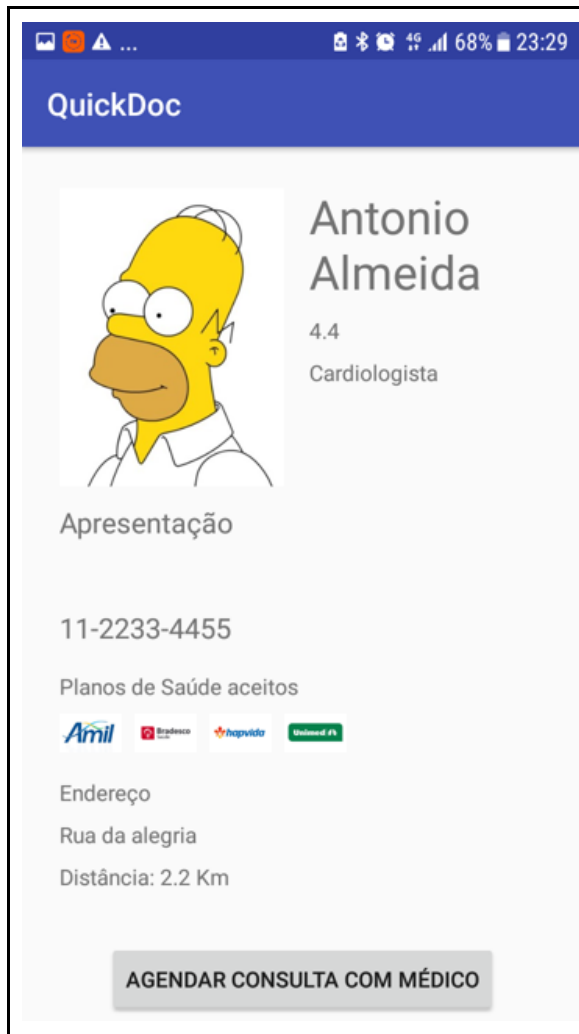 ... 4G 68% 23:29
QuickDoc
Antonio
Almeida
4.4
Cardiologista
Apresentação
11-2233-4455
Planos de Saúde aceitos
Amil Bradesco hapvida Unimed
Endereço
Rua da alegria
Distância: 2.2 Km
AGENDAR CONSULTA COM MÉDICO